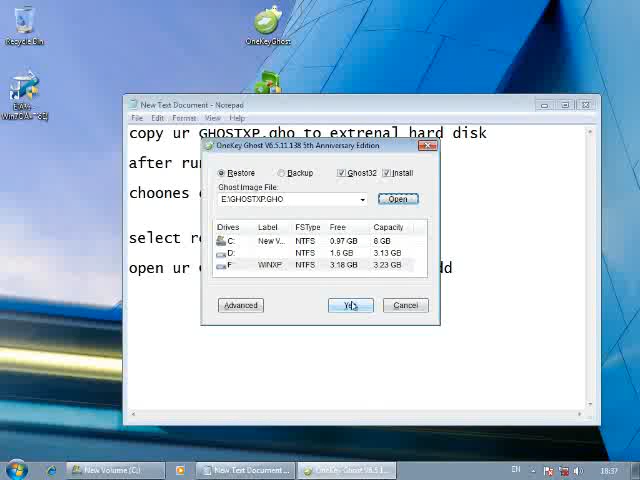 Recycle Bin
OneKeyGhost
New Text Document - Notepad
File Edit Format View Help
copy ur GHOSTXP.gho to extrenal hard disk
after run
choones
select re
open ur dd
OneKey Ghost V6.5.11.138 5th Anniversary Edition
Restore Backup Ghost32 Install
Ghost Image File:
E:\GHOSTXP.GHO Open
Drives Label FSType Free Capacity
C: New V... NTFS 0.97 GB 8 GB
D: NTFS 1.6 GB 3.13 GB
F: WINXP NTFS 3.18 GB 3.23 GB
Advanced Cancel
New Volume (C:) New Text Document ... OneKey Ghost V6.5.1... EN 18:37